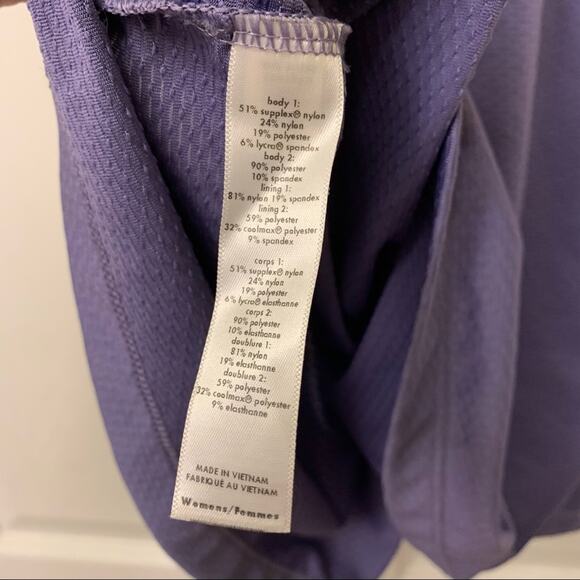 body 1:
51% supplex® nylon
24% nylon
19% polyester
6% lycra® spandex
body 2:
90% polyester
10% spandex
lining 1:
81% nylon 19% spandex
lining 2:
59% polyester
32% coolmax® polyester
9% spandex
corps 1:
51% supplex® nylon
24% nylon
19% polyester
6% lycra® elasthanne
corps 2:
90% polyester
10% elasthanne
doublure 1:
81% nylon
19% elasthanne
doublure 2:
59% polyester
32% coolmax® polyester
9% elasthanne
MADE IN VIETNAM
FABRIQUÉ AU VIETNAM
Womens/Femmes